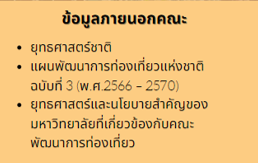 ข้อมูลภายนอกคณะ
• ยุทธศาสตร์ชาติ
• แผนพัฒนาการท่องเที่ยวแห่งชาติ
ฉบับที่ 3 (พ.ศ.2566 – 2570)
• ยุทธศาสตร์และนโยบายสำคัญของ
มหาวิทยาลัยที่เกี่ยวข้องกับคณะ
พัฒนาการท่องเที่ยว